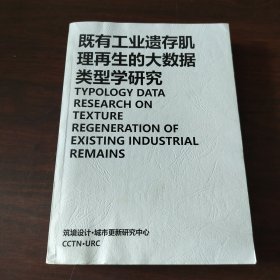 既有工业遗存肌
理再生的大数据
类型学研究
TYPOLOGY DATA
RESEARCH ON
TEXTURE
REGENERATION OF
EXISTING INDUSTRIAL
REMAINS
筑境设计·城市更新研究中心
CCTN·URC